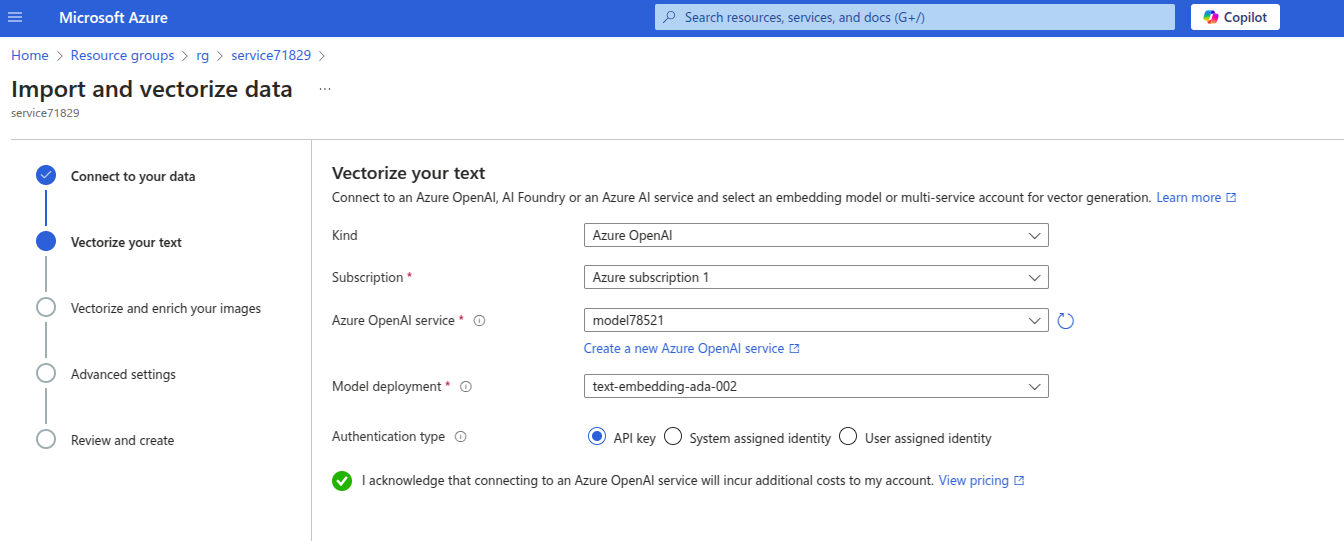 Microsoft Azure
Search resources, services, and docs (G+/)
Copilot
Home > Resource groups > rg > service71829 >
Import and vectorize data ...
service71829
Connect to your data
Vectorize your text
Vectorize and enrich your images
Advanced settings
Review and create
Vectorize your text
Connect to an Azure OpenAI, AI Foundry or an Azure AI service and select an embedding model or multi-service account for vector generation. Learn more
Kind
Azure OpenAI
Subscription *
Azure subscription 1
Azure OpenAI service *
model78521
Create a new Azure OpenAI service
Model deployment *
text-embedding-ada-002
Authentication type
API key
System assigned identity
User assigned identity
I acknowledge that connecting to an Azure OpenAI service will incur additional costs to my account. View pricing